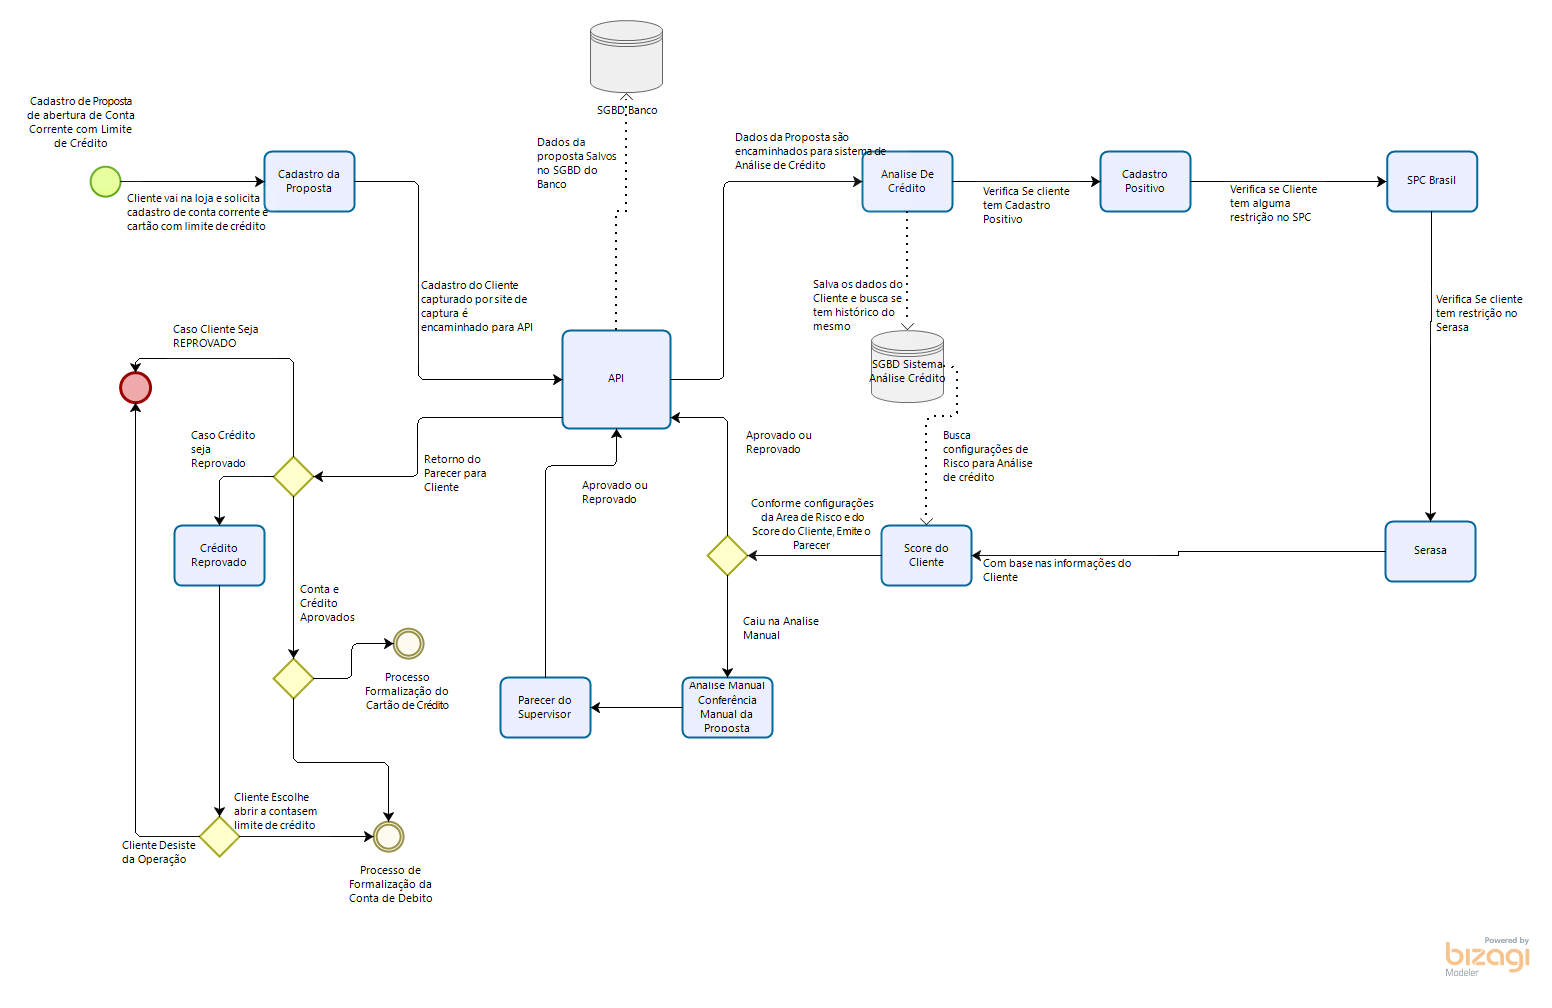 SGBD Banco
Cadastro de Proposta
de abertura de Conta
Corrente com Limite
de Crédito
Cadastro da
Proposta
Cliente vai na loja e solicita
cadastro de conta corrente e
cartão com limite de crédito
Dados da
proposta Salvos
no SGBD do
Banco
Dados da Proposta são
encaminhados para sistema de
Análise de Crédito
Analise De
Crédito
Verifica Se cliente
tem Cadastro
Positivo
Cadastro
Positivo
Verifica se Cliente
tem alguma
restrição no SPC
SPC Brasil
Cadastro do Cliente
capturado por site de
captura é
encaminhado para API
Salva os dados do
Cliente e busca se
tem histórico do
mesmo
Verifica Se cliente
tem restrição no
Serasa
Caso Cliente Seja
REPROVADO
API
SGBD Sistema
Análise Crédito
Caso Crédito
seja
Reprovado
Retorno do
Parecer para
Cliente
Aprovado ou
Reprovado
Aprovado ou
Reprovado
Busca
configurações de
Risco para Análise
de crédito
Conforme configurações
da Area de Risco e do
Score do Cliente, Emite o
Parecer
Crédito
Reprovado
Score do
Cliente
Com base nas informações do
Cliente
Serasa
Conta e
Crédito
Aprovados
Caiu na Analise
Manual
Processo
Formalização do
Cartão de Crédito
Parecer do
Supervisor
Analise Manual
Conferência
Manual da
Proposta
Cliente Escolhe
abrir a contasem
limite de crédito
Cliente Desiste
da Operação
Processo de
Formalização da
Conta de Debito
Powered by
bizagi
Modeler